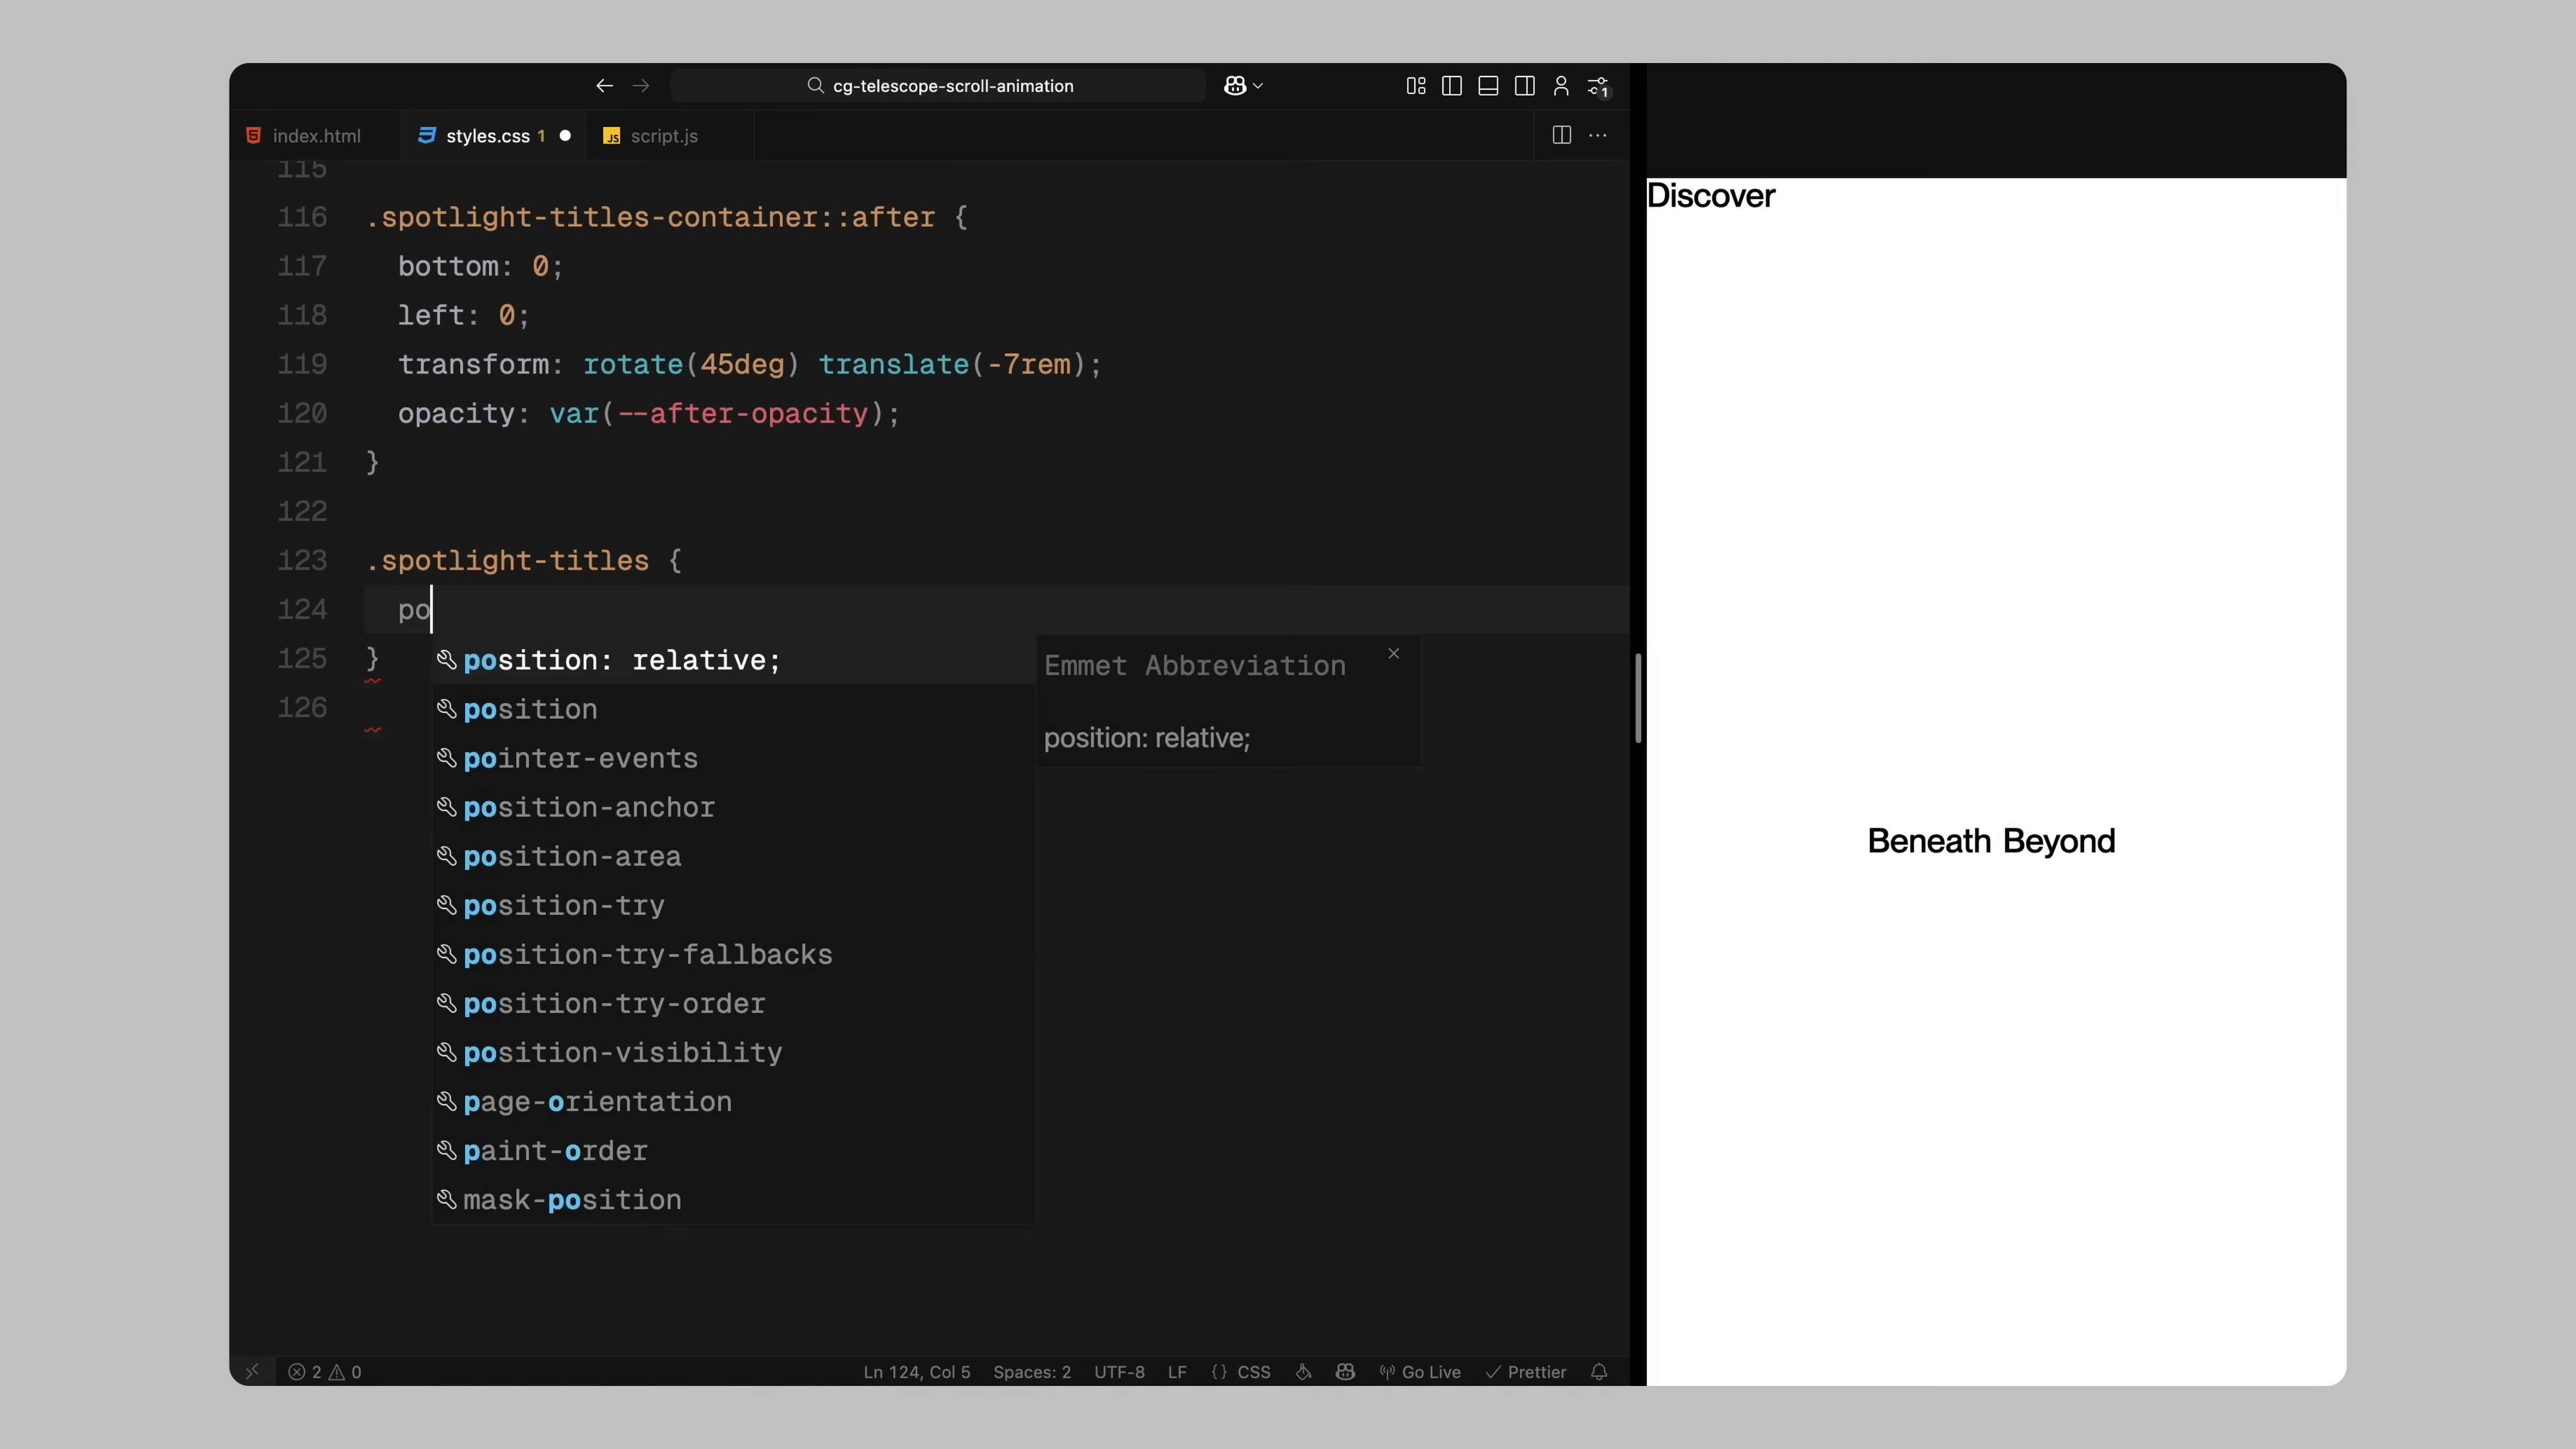 cg-telescope-scroll-animation
1
index.html
styles.css 1
JS script.js
115
116 .spotlight-titles-container::after {
117 bottom: 0;
118 left: 0;
119 transform: rotate(45deg) translate(-7rem);
120 opacity: var(--after-opacity);
121 }
122
123 .spotlight-titles {
124 po
125 }
126
position: relative;
position
pointer-events
position-anchor
position-area
position-try
position-try-fallbacks
position-try-order
position-visibility
page-orientation
paint-order
mask-position
Emmet Abbreviation
position: relative;
2 0
Ln 124, Col 5 Spaces: 2 UTF-8 LF {} CSS Go Live Prettier
Discover
Beneath Beyond